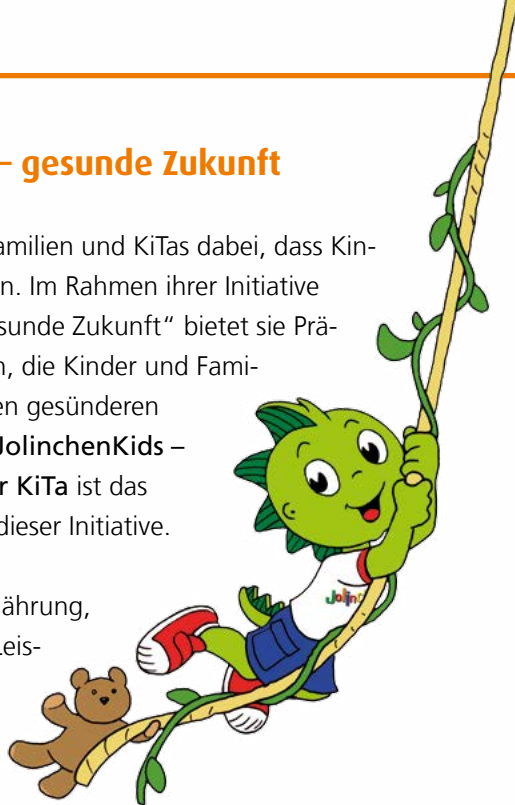 – gesunde Zukunft
amilien und KiTas dabei, dass Kin-
n. Im Rahmen ihrer Initiative
sunde Zukunft“ bietet sie Prä-
n, die Kinder und Fami-
en gesünderen
JolinchenKids –
r KiTa ist das
dieser Initiative.
ährung,
Leis-
Jolinc